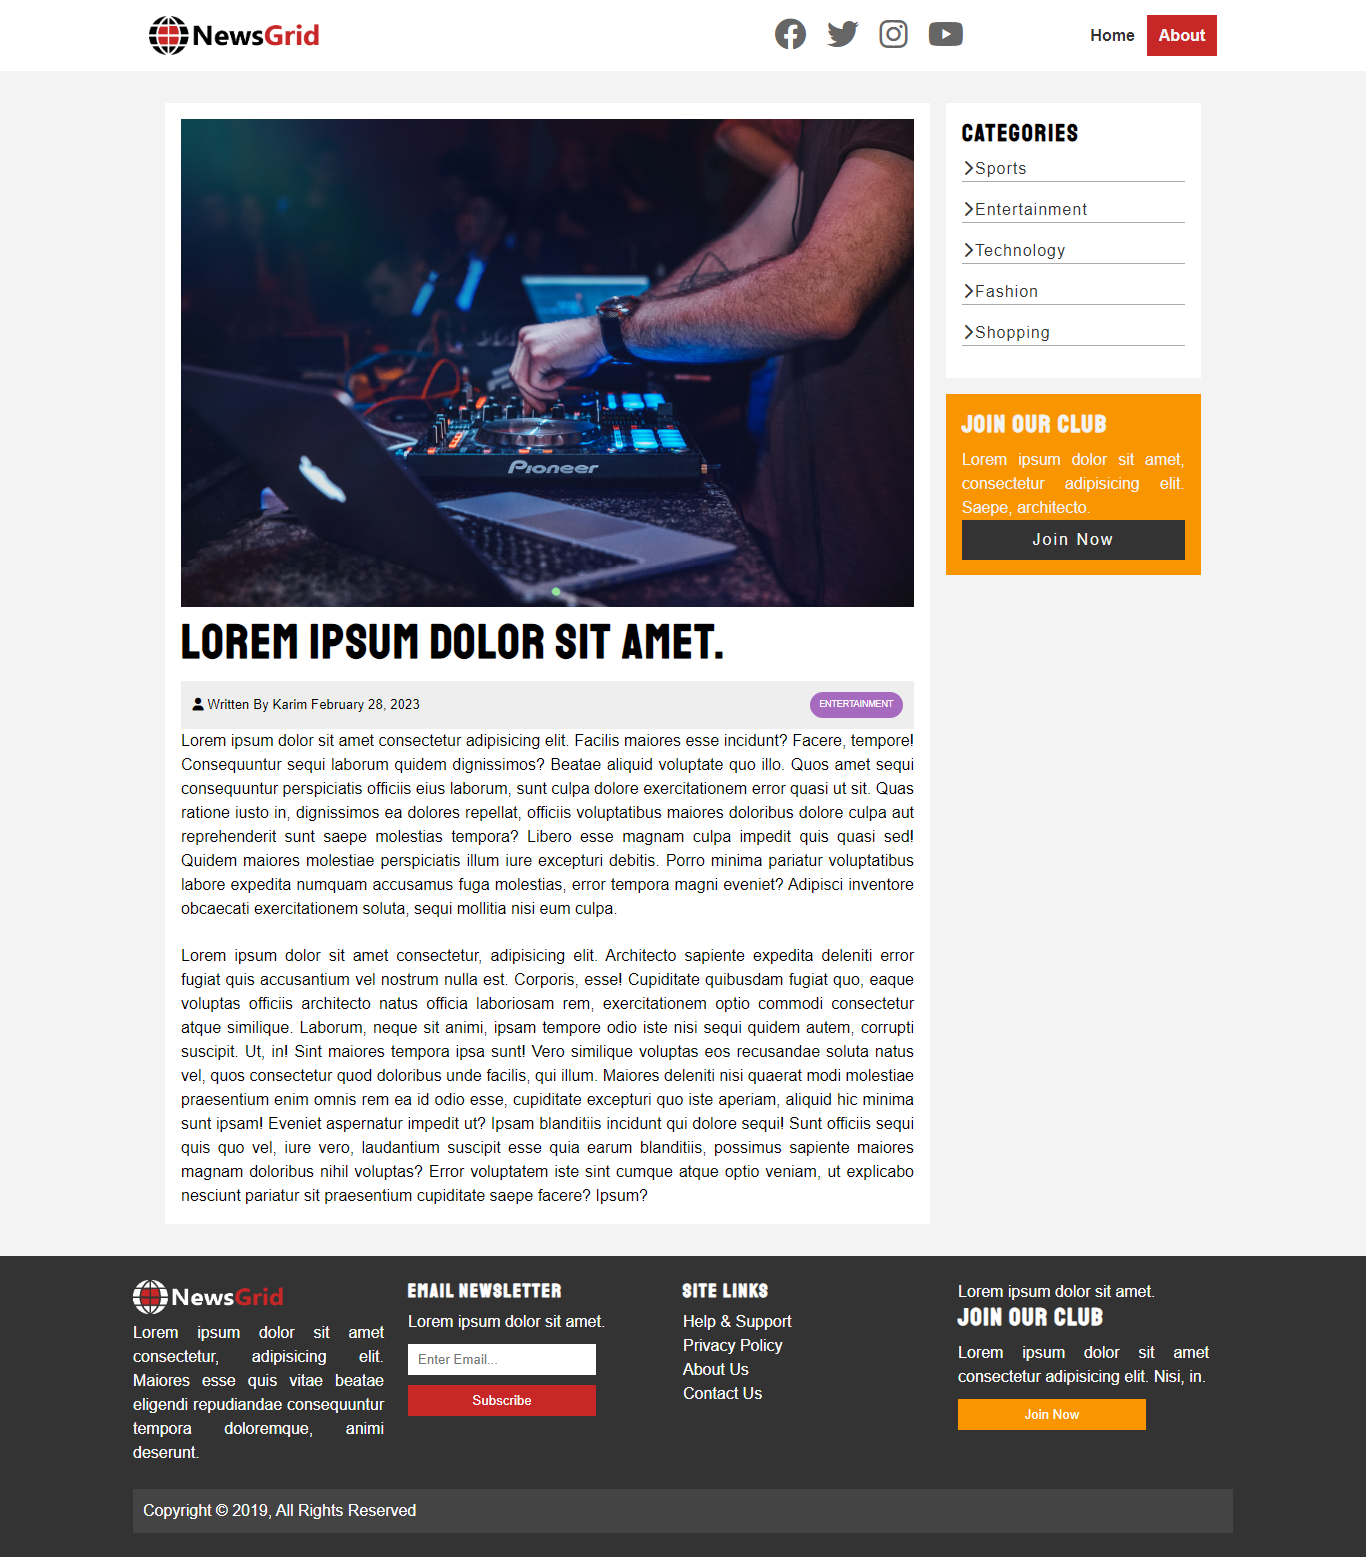 NewsGrid
Home
About
Pioneer
LOREM IPSUM DOLOR SIT AMET.
Written By Karim February 28, 2023
ENTERTAINMENT
Lorem ipsum dolor sit amet consectetur adipisicing elit. Facilis maiores esse incidunt? Facere, tempore!
Consequuntur sequi laborum quidem dignissimos? Beatae aliquid voluptate quo illo. Quos amet sequi
consequuntur perspiciatis officiis eius laborum, sunt culpa dolore exercitationem error quasi ut sit. Quas
ratione iusto in, dignissimos ea dolores repellat, officiis voluptatibus maiores doloribus dolore culpa aut
reprehenderit sunt saepe molestias tempora? Libero esse magnam culpa impedit quis quasi sed!
Quidem maiores molestiae perspiciatis illum iure excepturi debitis. Porro minima pariatur voluptatibus
labore expedita numquam accusamus fuga molestias, error tempora magni eveniet? Adipisci inventore
obcaecati exercitationem soluta, sequi mollitia nisi eum culpa.
Lorem ipsum dolor sit amet consectetur, adipisicing elit. Architecto sapiente expedita deleniti error
fugiat quis accusantium vel nostrum nulla est. Corporis, esse! Cupiditate quibusdam fugiat quo, eaque
voluptas officiis architecto natus officia laboriosam rem, exercitationem optio commodi consectetur
atque similique. Laborum, neque sit animi, ipsam tempore odio iste nisi sequi quidem autem, corrupti
suscipit. Ut, in! Sint maiores tempora ipsa sunt! Vero similique voluptas eos recusandae soluta natus
vel, quos consectetur quod doloribus unde facilis, qui illum. Maiores deleniti nisi quaerat modi molestiae
praesentium enim omnis rem ea id odio esse, cupiditate excepturi quo iste aperiam, aliquid hic minima
sunt ipsam! Eveniet aspernatur impedit ut? Ipsam blanditiis incidunt qui dolore sequi! Sunt officiis sequi
quis quo vel, iure vero, laudantium suscipit esse quia earum blanditiis, possimus sapiente maiores
magnam doloribus nihil voluptas? Error voluptatem iste sint cumque atque optio veniam, ut explicabo
nesciunt pariatur sit praesentium cupiditate saepe facere? Ipsum?
CATEGORIES
Sports
Entertainment
Technology
Fashion
Shopping
JOIN OUR CLUB
Lorem ipsum dolor sit amet,
consectetur adipisicing elit.
Saepe, architecto.
Join Now
NewsGrid
Lorem ipsum dolor sit amet
consectetur, adipisicing elit.
Maiores esse quis vitae beatae
eligendi repudiandae consequuntur
tempora doloremque, animi
deserunt.
EMAIL NEWSLETTER
Lorem ipsum dolor sit amet.
Enter Email...
Subscribe
SITE LINKS
Help & Support
Privacy Policy
About Us
Contact Us
Lorem ipsum dolor sit amet.
JOIN OUR CLUB
Lorem ipsum dolor sit amet
consectetur adipisicing elit. Nisi, in.
Join Now
Copyright © 2019, All Rights Reserved